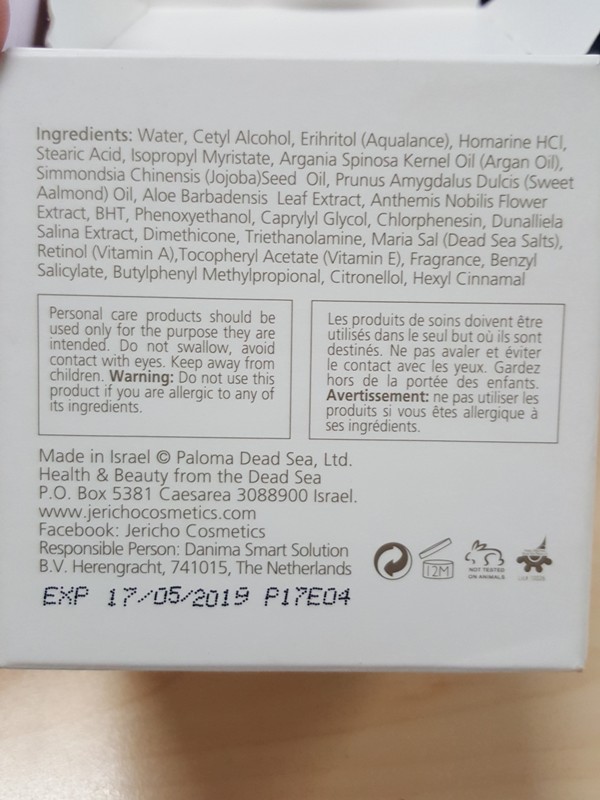 Ingredients: Water, Cetyl Alcohol, Erihritol (Aqualance), Homarine HCl,
Stearic Acid, Isopropyl Myristate, Argania Spinosa Kernel Oil (Argan Oil),
Simmondsia Chinensis (Jojoba)Seed Oil, Prunus Amygdalus Dulcis (Sweet
Aalmond) Oil, Aloe Barbadensis Leaf Extract, Anthemis Nobilis Flower
Extract, BHT, Phenoxyethanol, Caprylyl Glycol, Chlorphenesin, Dunalliela
Salina Extract, Dimethicone, Triethanolamine, Maria Sal (Dead Sea Salts),
Retinol (Vitamin A),Tocopheryl Acetate (Vitamin E), Fragrance, Benzyl
Salicylate, Butylphenyl Methylpropional, Citronellol, Hexyl Cinnamal
Personal care products should be
used only for the purpose they are
intended. Do not swallow, avoid
contact with eyes. Keep away from
children. Warning: Do not use this
product if you are allergic to any of
its ingredients.
Les produits de soins doivent être
utilisés dans le seul but où ils sont
destinés. Ne pas avaler et éviter
le contact avec les yeux. Gardez
hors de la portée des enfants.
Avertissement: ne pas utiliser les
produits si vous êtes allergique à
ses ingrédients.
Made in Israel © Paloma Dead Sea, Ltd.
Health & Beauty from the Dead Sea
P.O. Box 5381 Caesarea 3088900 Israel.
www.jerichocosmetics.com
Facebook: Jericho Cosmetics
Responsible Person: Danima Smart Solution
B.V. Herengracht, 741015, The Netherlands
12M
NOT TESTED
ON ANIMALS
EXP 17/05/2019 P17E04